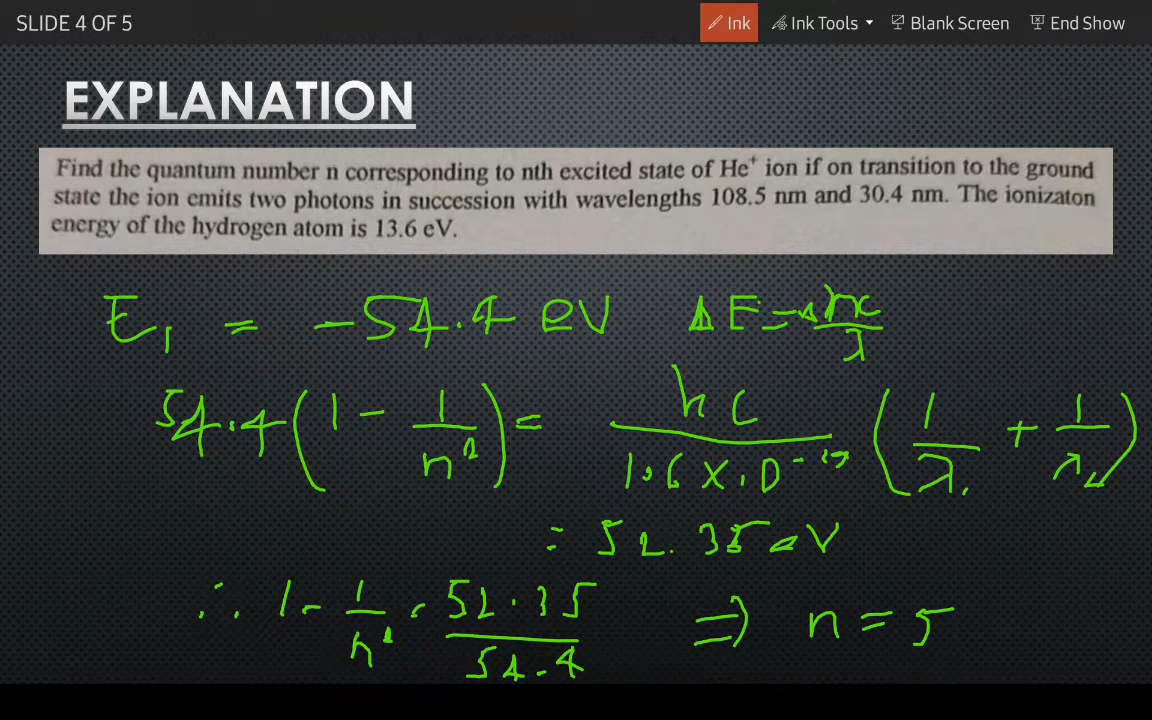 SLIDE 4 OF 5 Ink Ink Tools Blank Screen End Show
EXPLANATION
Find the quantum number n corresponding to nth excited state of He⁺ ion if on transition to the ground
state the ion emits two photons in succession with wavelengths 108.5 nm and 30.4 nm. The ionizaton
energy of the hydrogen atom is 13.6 eV.
E₁ = -54.4 eV ΔE = hc/λ
54.4 (1 - 1/n²) = hc/(1.6 × 10⁻¹⁹) (1/λ₁ + 1/λ₂)
= 52.35 eV
∴ 1 - 1/n² = 52.35/54.4 ⇒ n = 5